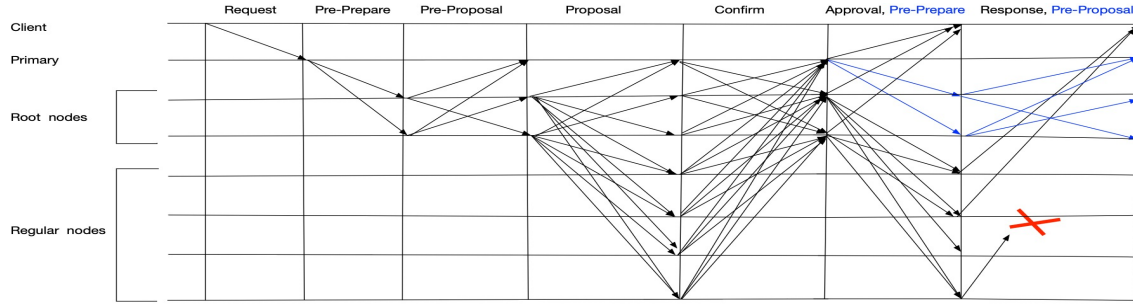 Request Pre-Prepare Pre-Proposal Proposal Confirm Approval, Pre-Prepare Response, Pre-Proposal
Client
Primary
Root nodes
Regular nodes